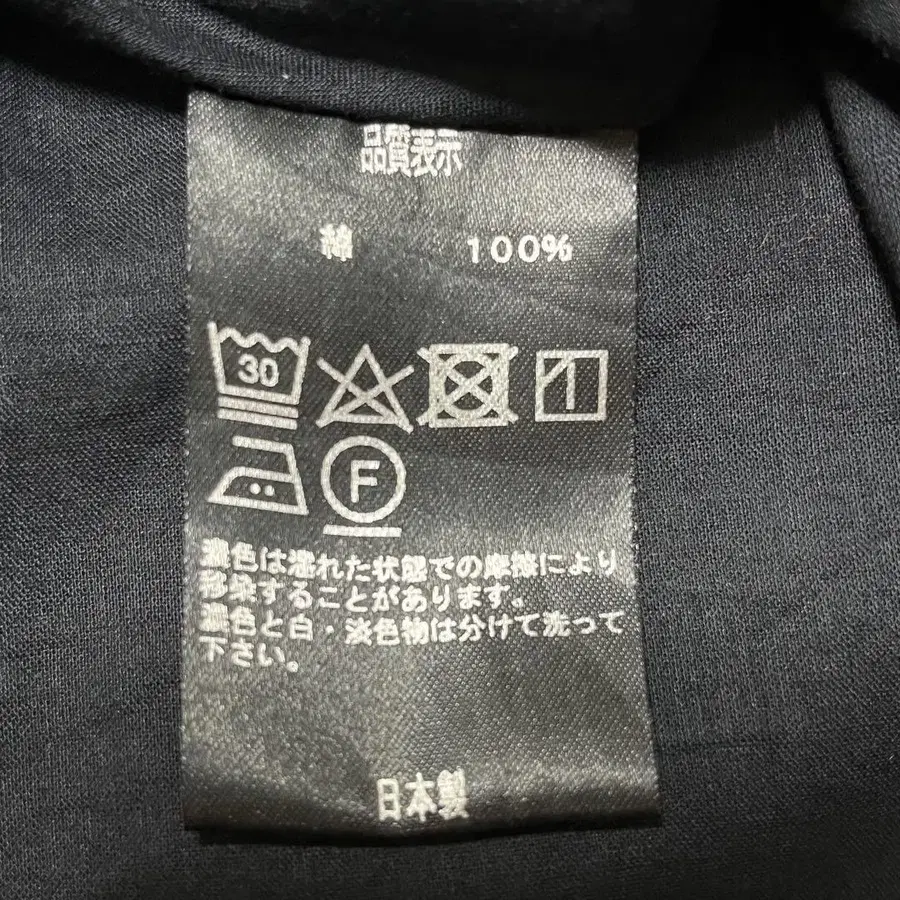 品質表示
綿 100%
30
F
濃色は濡れた状態での摩擦により
移染することがあります。
濃色と白・淡色物は分けて洗って
下さい。
日本製